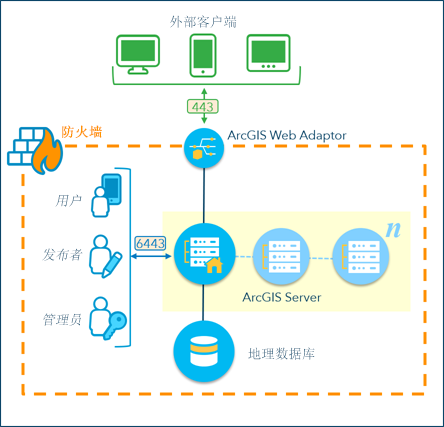 外部客户端
443
防火墙
ArcGIS Web Adaptor
用户
6443
发布者
n
ArcGIS Server
管理员
地理数据库